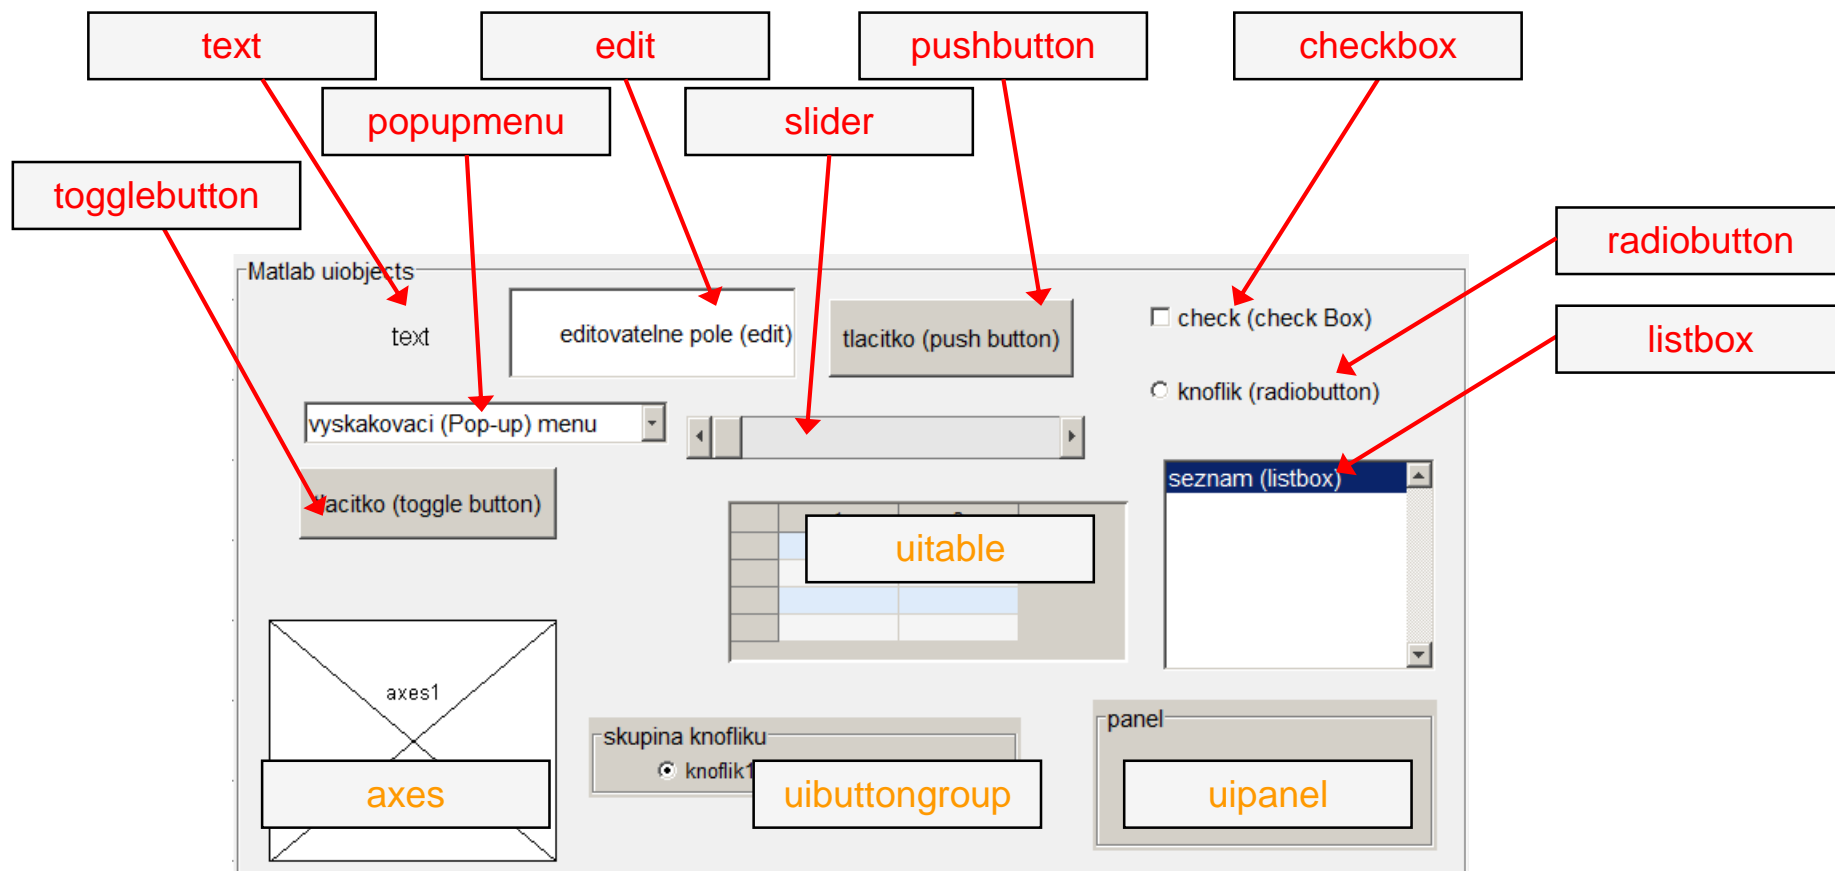 text
edit
pushbutton
checkbox
popupmenu
slider
togglebutton
radiobutton
listbox
Matlab uiobjects
text
editovatelne pole (edit)
tlacitko (push button)
check (check Box)
knoflik (radiobutton)
vyskakovaci (Pop-up) menu
seznam (listbox)
(toggle button)
uitable
axes1
skupina knofliku
knoflik1
panel
axes
uibuttongroup
uipanel